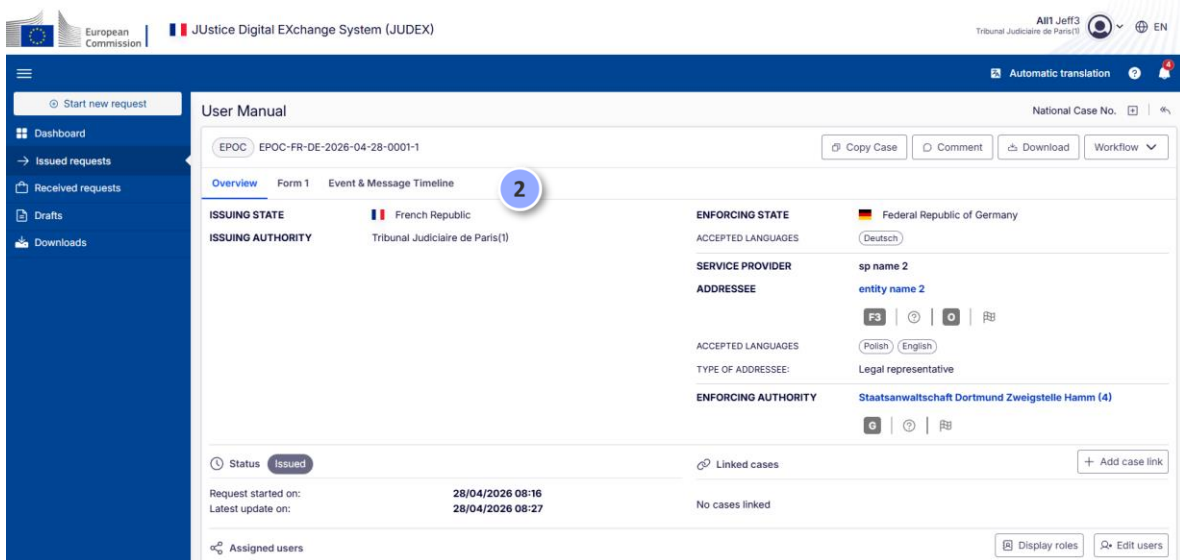 European
Commission
JUstice Digital EXchange System (JUDEX)
All1 Jeff3
Tribunal Judiciaire de Paris(1)
EN
Automatic translation
?
4
Start new request
Dashboard
Issued requests
Received requests
Drafts
Downloads
User Manual
National Case No.
EPOC EPOC-FR-DE-2026-04-28-0001-1
Copy Case
Comment
Download
Workflow
Overview Form 1 Event & Message Timeline
2
ISSUING STATE French Republic
ISSUING AUTHORITY Tribunal Judiciaire de Paris(1)
ENFORCING STATE Federal Republic of Germany
ACCEPTED LANGUAGES Deutsch
SERVICE PROVIDER sp name 2
ADDRESSEE entity name 2
F3 ? O
ACCEPTED LANGUAGES Polish English
TYPE OF ADDRESSEE: Legal representative
ENFORCING AUTHORITY Staatsanwaltschaft Dortmund Zweigstelle Hamm (4)
G ?
Status Issued
Request started on: 28/04/2026 08:16
Latest update on: 28/04/2026 08:27
Linked cases
+ Add case link
No cases linked
Assigned users
Display roles
Edit users